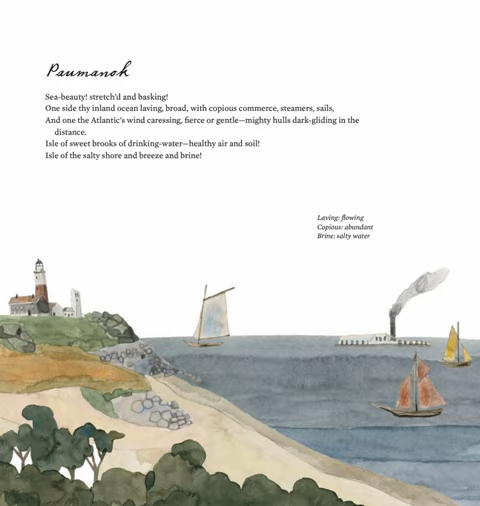 Paumanok
Sea-beauty! stretch'd and basking!
One side thy inland ocean laving, broad, with copious commerce, steamers, sails,
And one the Atlantic's wind caressing, fierce or gentle—mighty hulls dark-gliding in the
distance.
Isle of sweet brooks of drinking-water—healthy air and soil!
Isle of the salty shore and breeze and brine!
Laving: flowing
Copious: abundant
Brine: salty water